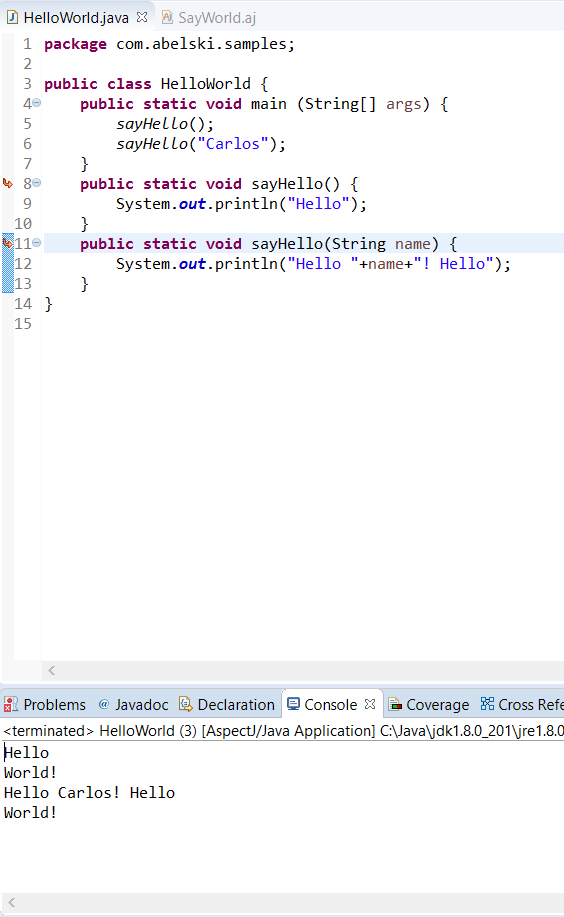 HelloWorld.java SayWorld.aj
1 package com.abelski.samples;
2
3 public class HelloWorld {
4 public static void main (String[] args) {
5 sayHello();
6 sayHello("Carlos");
7 }
8 public static void sayHello() {
9 System.out.println("Hello");
10 }
11 public static void sayHello(String name) {
12 System.out.println("Hello "+name+"! Hello");
13 }
14 }
15
Problems @ Javadoc Declaration Console Coverage Cross Refe
<terminated> HelloWorld (3) [AspectJ/Java Application] C:\Java\jdk1.8.0_201\jre1.8.0
Hello
World!
Hello Carlos! Hello
World!